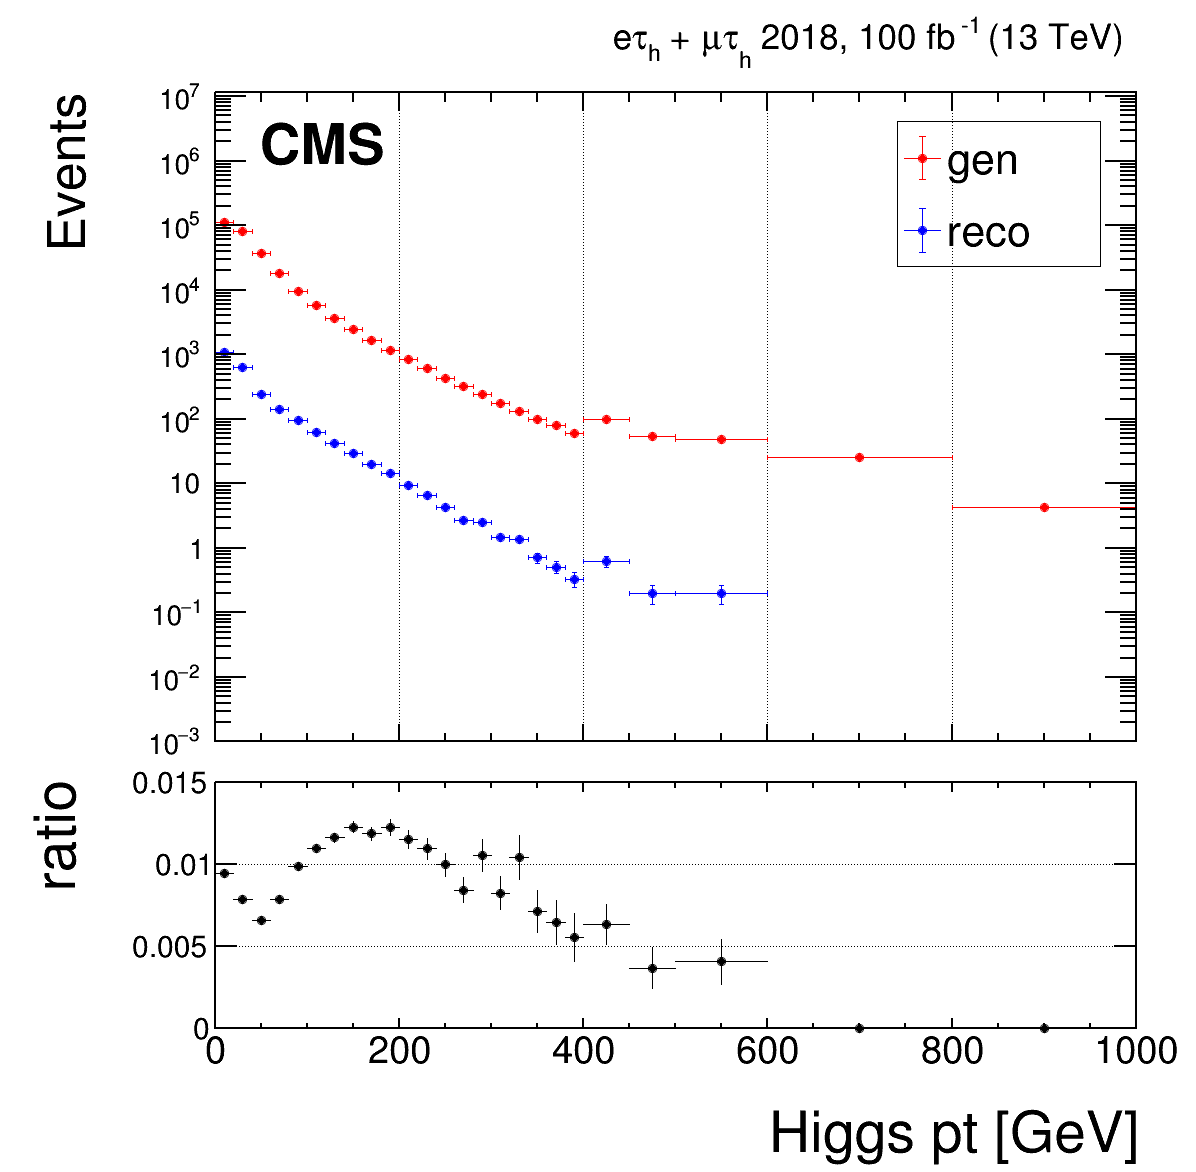 eτh + μτh 2018, 100 fb-1 (13 TeV)
Events
CMS
gen
reco
10⁷
10⁶
10⁵
10⁴
10³
10²
10
1
10⁻¹
10⁻²
10⁻³
ratio
0.015
0.01
0.005
0
0 200 400 600 800 1000
Higgs pt [GeV]